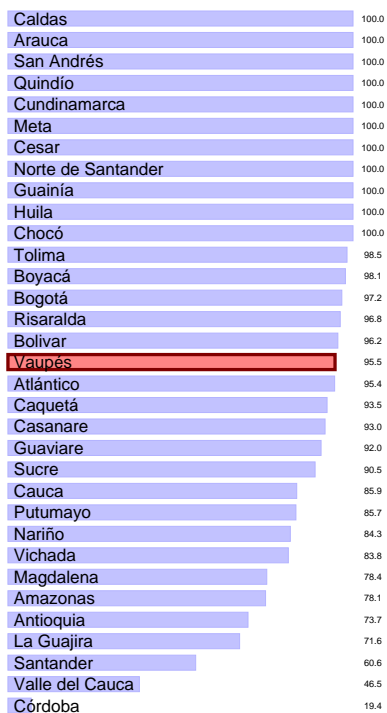 Caldas 100.0
Arauca 100.0
San Andrés 100.0
Quindío 100.0
Cundinamarca 100.0
Meta 100.0
Cesar 100.0
Norte de Santander 100.0
Guainía 100.0
Huila 100.0
Chocó 100.0
Tolima 98.5
Boyacá 98.1
Bogotá 97.2
Risaralda 96.8
Bolivar 96.2
Vaupés 95.5
Atlántico 95.4
Caquetá 93.5
Casanare 93.0
Guaviare 92.0
Sucre 90.5
Cauca 85.9
Putumayo 85.7
Nariño 84.3
Vichada 83.8
Magdalena 78.4
Amazonas 78.1
Antioquia 73.7
La Guajira 71.6
Santander 60.6
Valle del Cauca 46.5
Córdoba 19.4